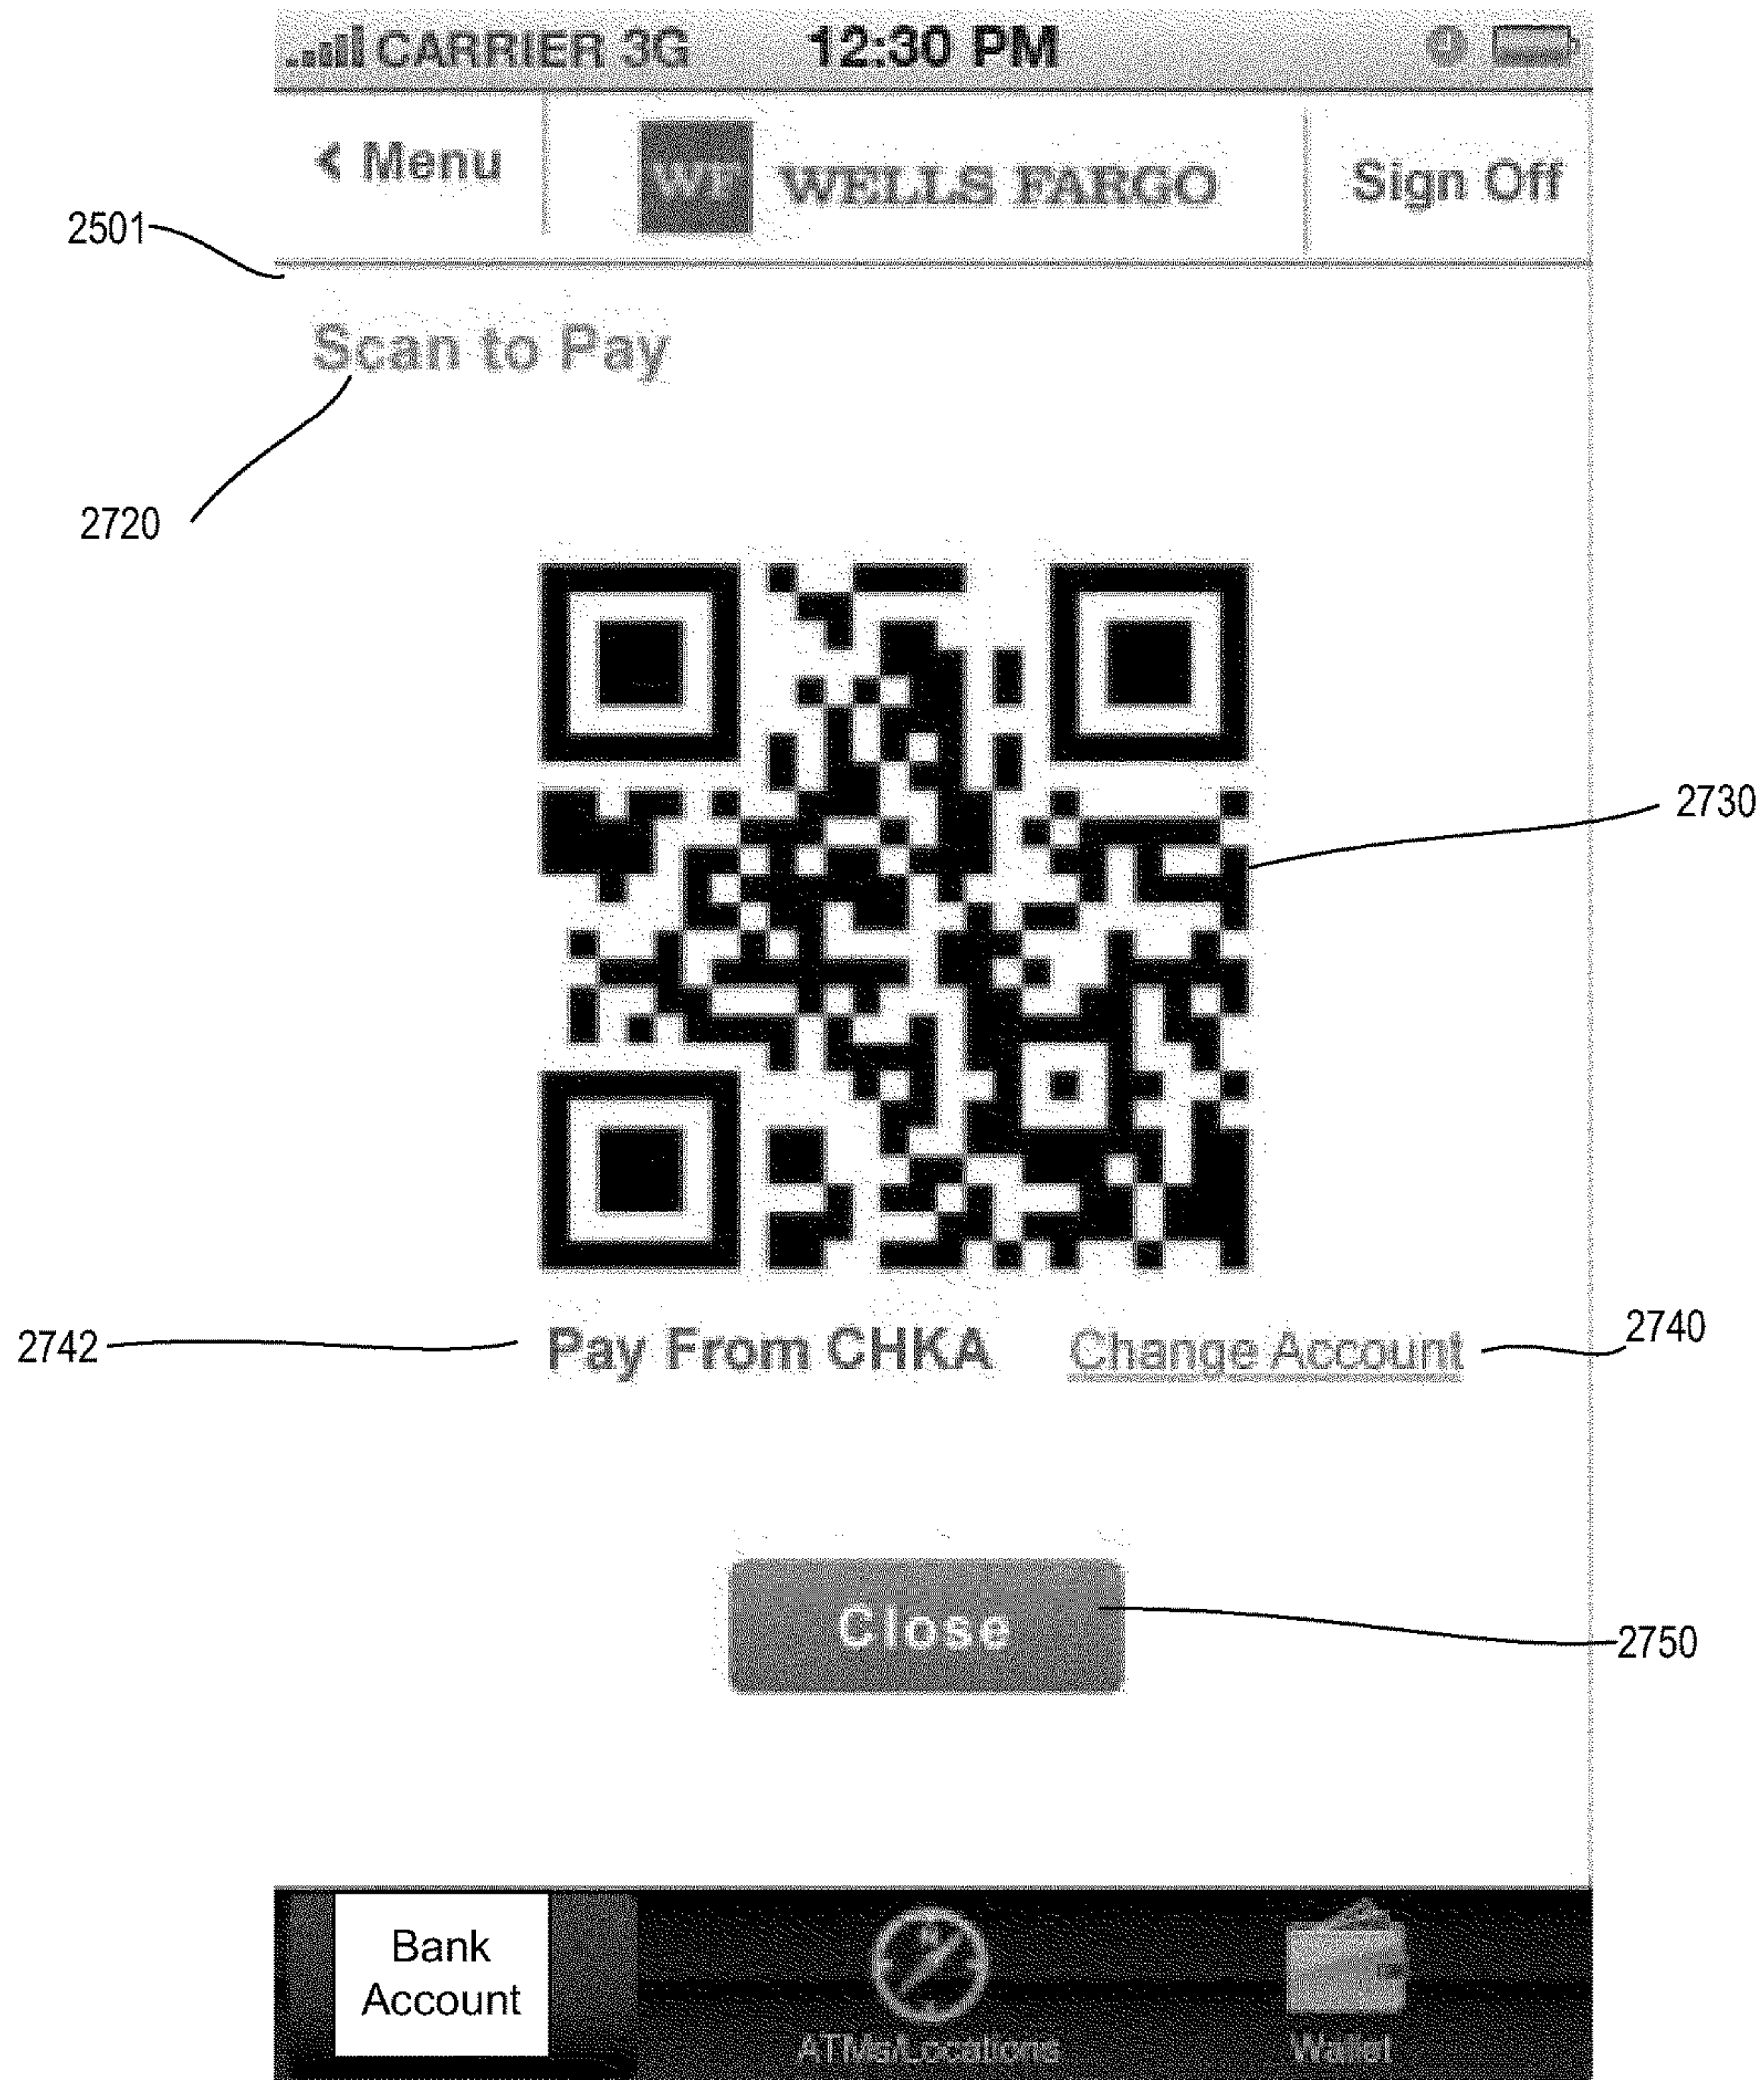 CARRIER 3G 12:30 PM
Menu WF WELLS FARGO Sign Off
2501
Scan to Pay
2720
2730
2742 Pay From CHKA Change Account 2740
Close 2750
Bank
Account
ATMs/Locations Wallet